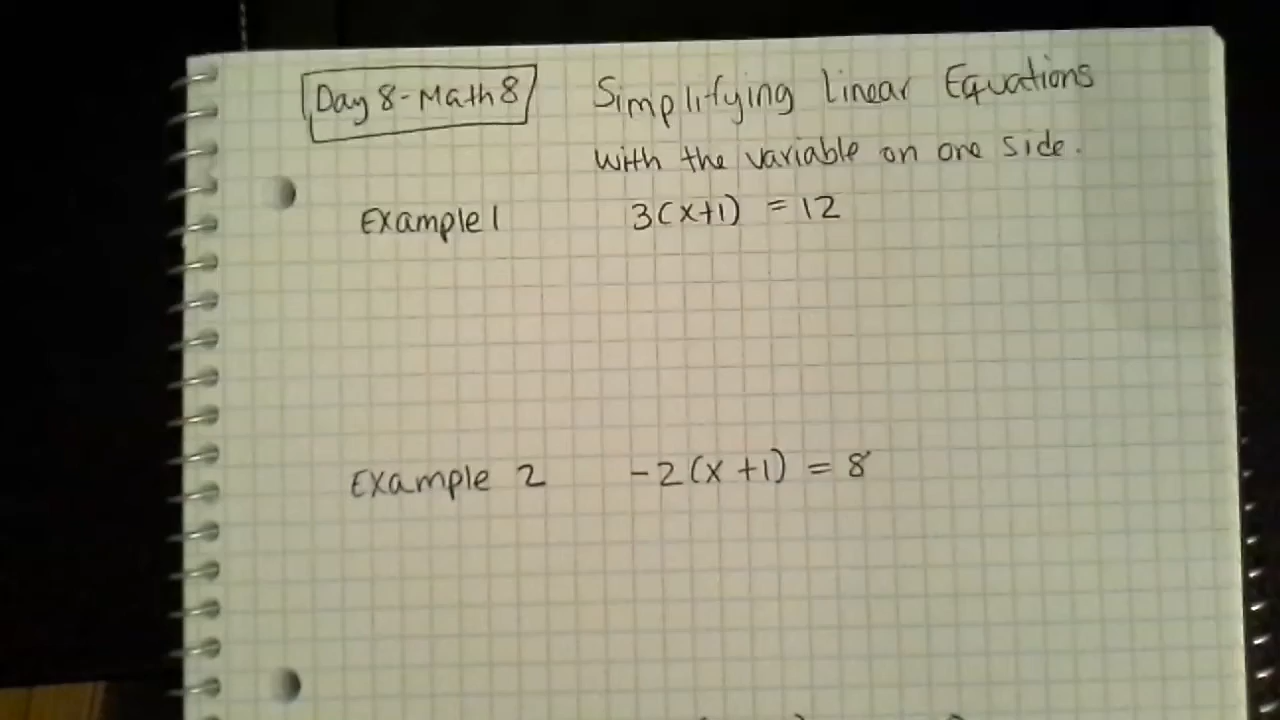 Day 8 - Math 8 Simplifying Linear Equations
with the variable on one side.
Example 1 3(x+1) = 12
Example 2 -2(x +1) = 8